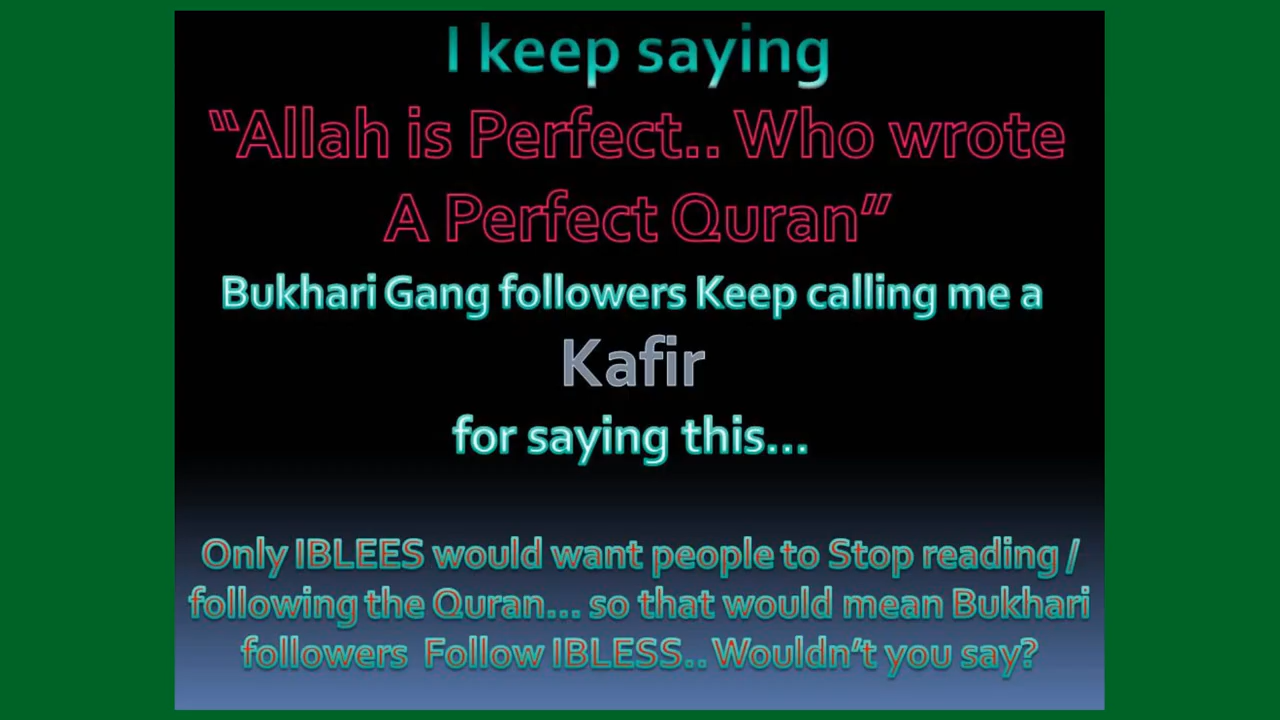 I keep saying
“Allah is Perfect.. Who wrote
A Perfect Quran”
Bukhari Gang followers Keep calling me a
Kafir
for saying this...
Only IBLEES would want people to Stop reading /
following the Quran... so that would mean Bukhari
followers Follow IBLESS.. Wouldn’t you say?